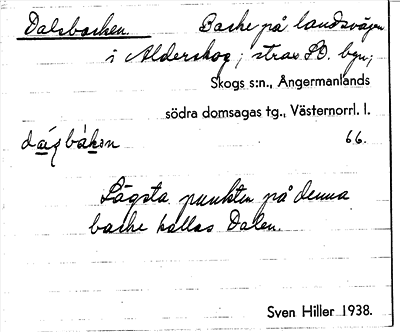 Dalsbacken. Backe på landsvägen
i Alderskog; strax SO. byn;
Skogs s:n., Ångermanlands
södra domsagas tg., Västernorrl. l.
66.
Lägsta punkten på denna
backe kallas Dalen.
Sven Hiller 1938.